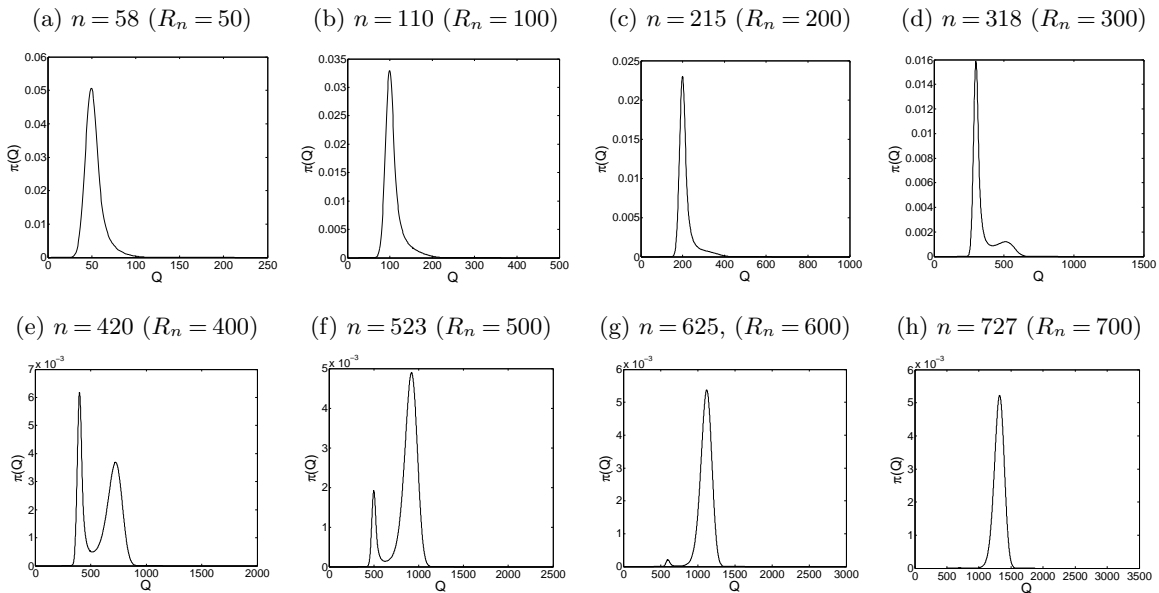 (a) n = 58 (Rn = 50)
(b) n = 110 (Rn = 100)
(c) n = 215 (Rn = 200)
(d) n = 318 (Rn = 300)
0.06
0.05
0.04
0.03
0.02
0.01
0
π(Q)
0 50 100 150 200 250
Q
0.035
0.03
0.025
0.02
0.015
0.01
0.005
0
π(Q)
0 100 200 300 400 500
Q
0.025
0.02
0.015
0.01
0.005
0
π(Q)
0 200 400 600 800 1000
Q
0.016
0.014
0.012
0.01
0.008
0.006
0.004
0.002
0
π(Q)
0 500 1000 1500
Q
(e) n = 420 (Rn = 400)
(f) n = 523 (Rn = 500)
(g) n = 625, (Rn = 600)
(h) n = 727 (Rn = 700)
x 10⁻³
7
6
5
4
3
2
1
0
π(Q)
0 500 1000 1500 2000
Q
x 10⁻³
5
4
3
2
1
0
π(Q)
0 500 1000 1500 2000 2500
Q
x 10⁻³
6
5
4
3
2
1
0
π(Q)
0 500 1000 1500 2000 2500 3000
Q
x 10⁻³
6
5
4
3
2
1
0
π(Q)
0 500 1000 1500 2000 2500 3000 3500
Q